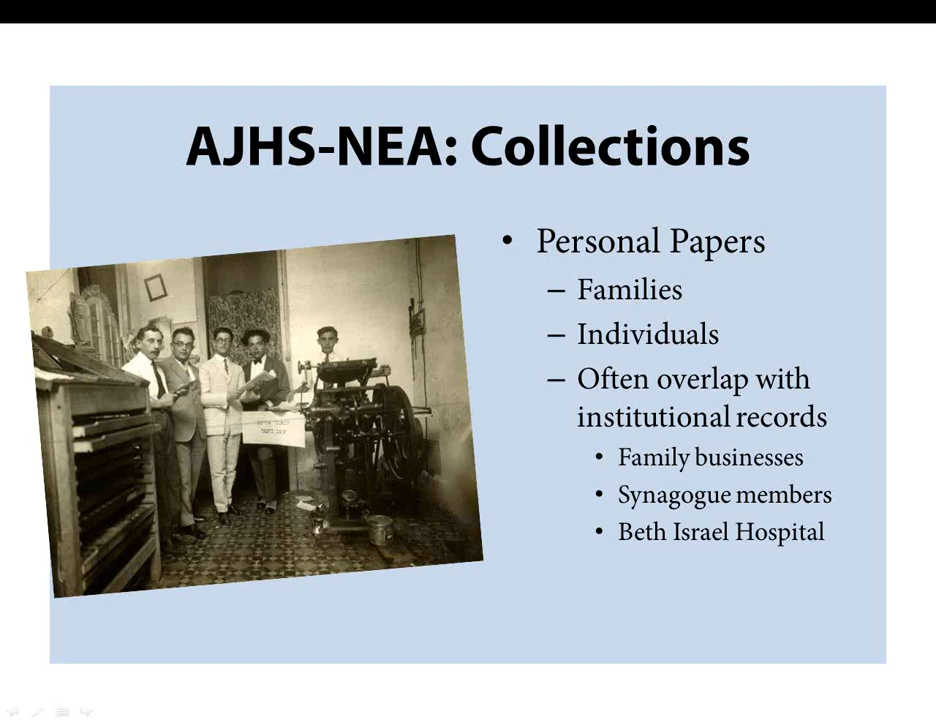 AJHS-NEA: Collections
• Personal Papers
– Families
– Individuals
– Often overlap with
institutional records
• Family businesses
• Synagogue members
• Beth Israel Hospital